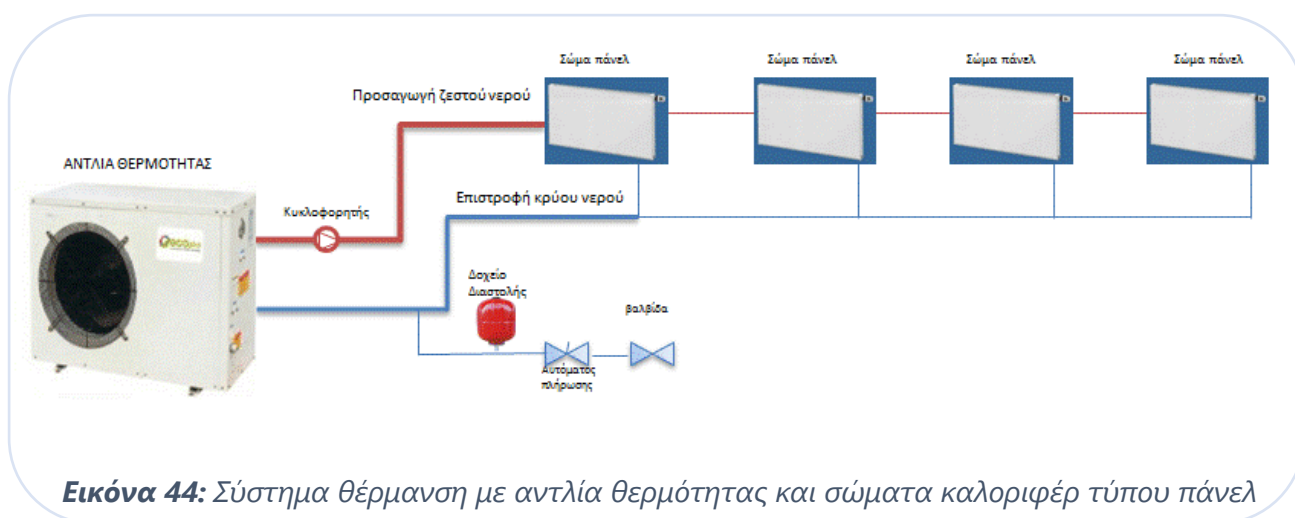 Σώμα πάνελ
Σώμα πάνελ
Σώμα πάνελ
Σώμα πάνελ
Προσαγωγή ζεστού νερού
ΑΝΤΛΙΑ ΘΕΡΜΟΤΗΤΑΣ
Επιστροφή κρύου νερού
Κυκλοφορητής
Δοχείο
Διαστολής
βαλβίδα
Αυτόματος
πλήρωσης
Εικόνα 44: Σύστημα θέρμανση με αντλία θερμότητας και σώματα καλοριφέρ τύπου πάνελ